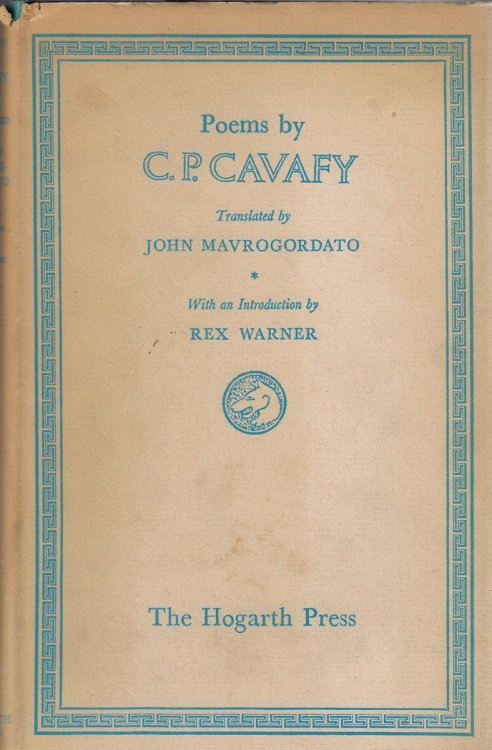 Poems by
C. P. CAVAFY
Translated by
JOHN MAVROGORDATO
*
With an Introduction by
REX WARNER
The Hogarth Press